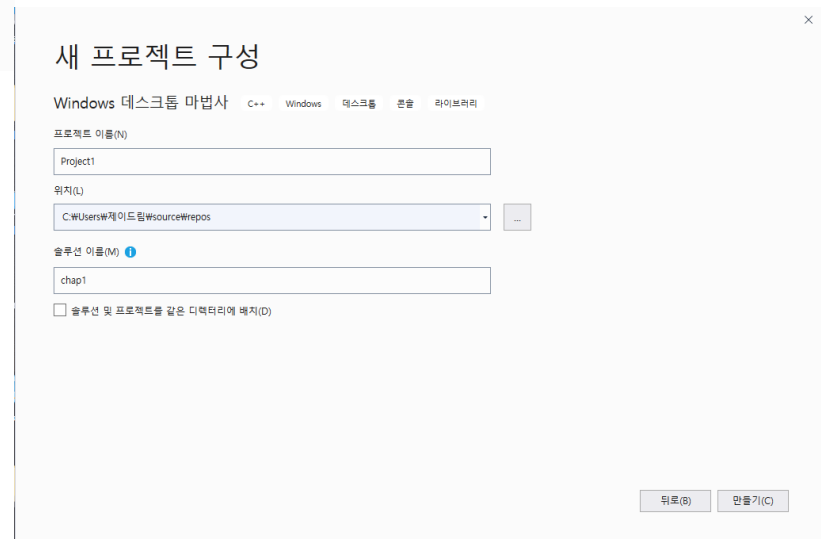 새 프로젝트 구성
Windows 데스크톱 마법사 C++ Windows 데스크톱 콘솔 라이브러리
프로젝트 이름(N)
Project1
위치(L)
C:₩Users₩제이드림₩source₩repos
...
솔루션 이름(M)
chap1
솔루션 및 프로젝트를 같은 디렉터리에 배치(D)
뒤로(B) 만들기(C)